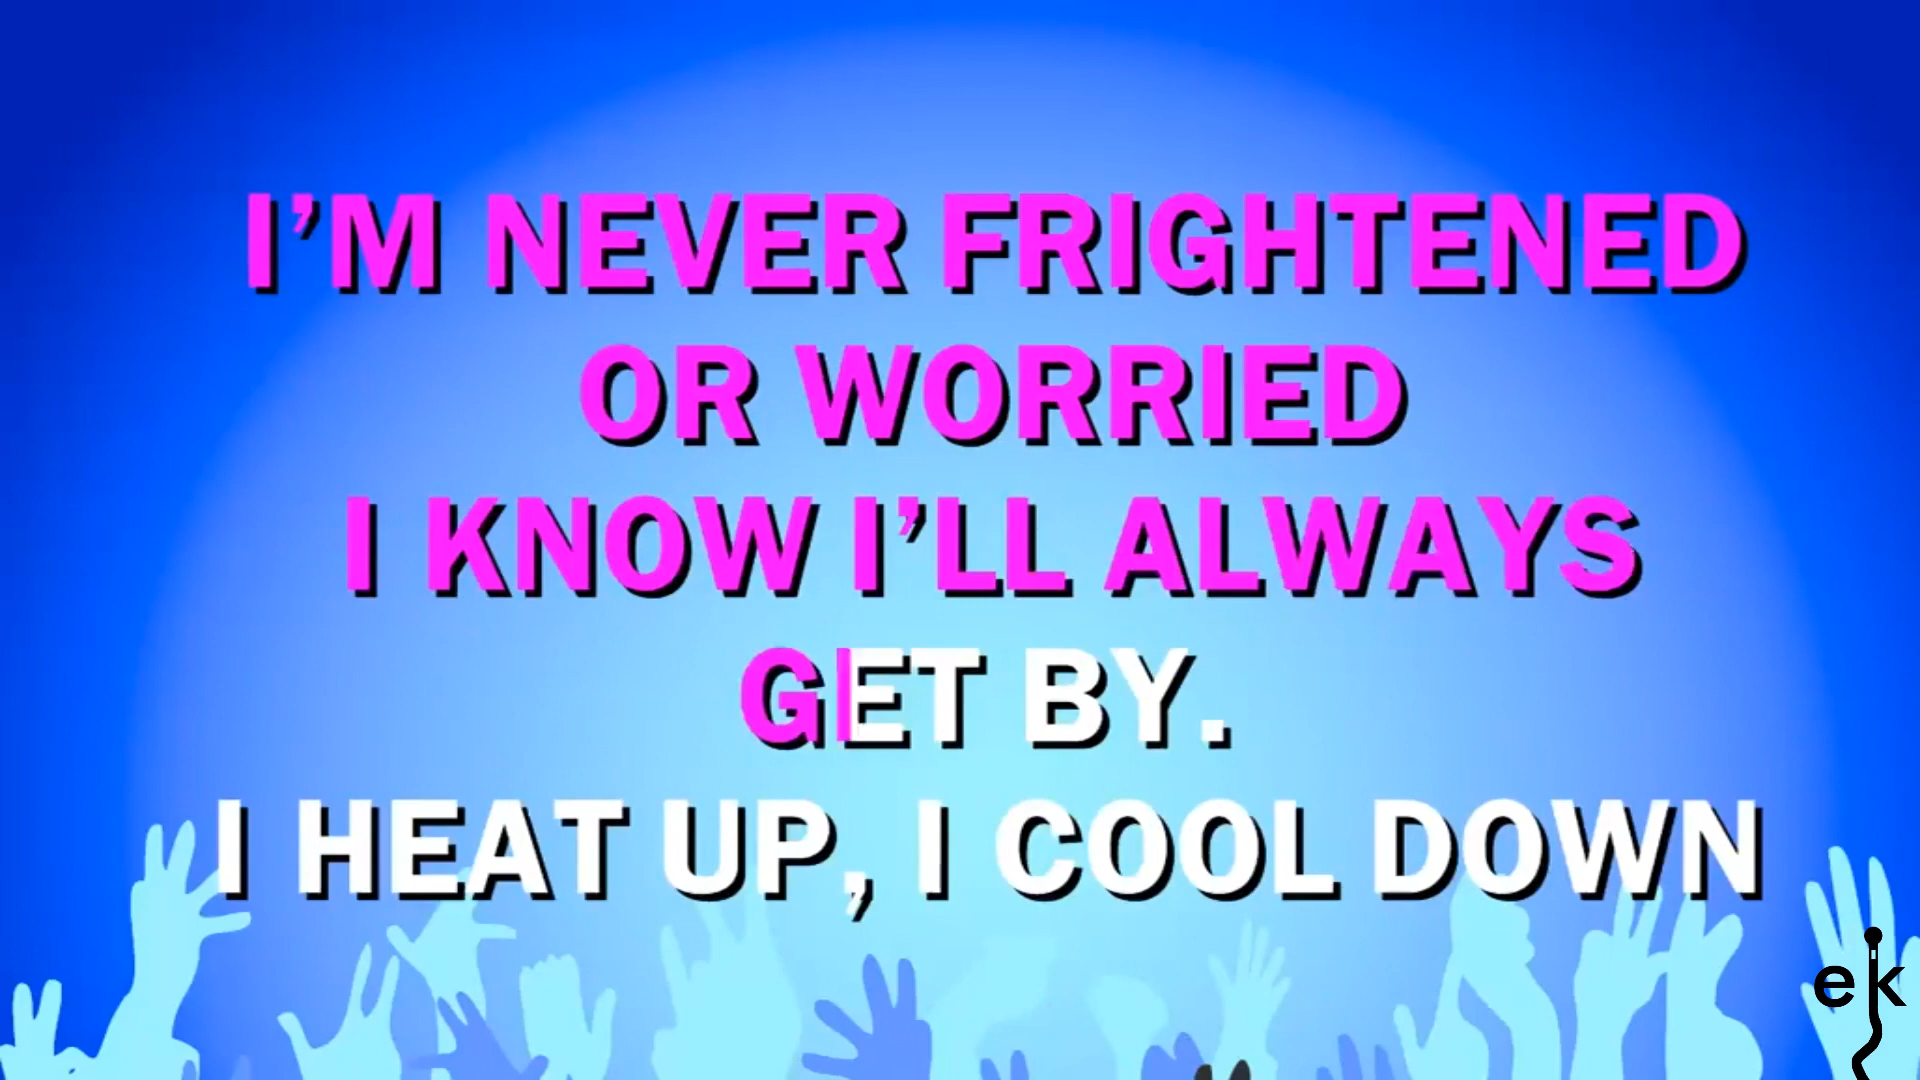 I’M NEVER FRIGHTENED
OR WORRIED
I KNOW I’LL ALWAYS
GET BY.
I HEAT UP, I COOL DOWN
ek